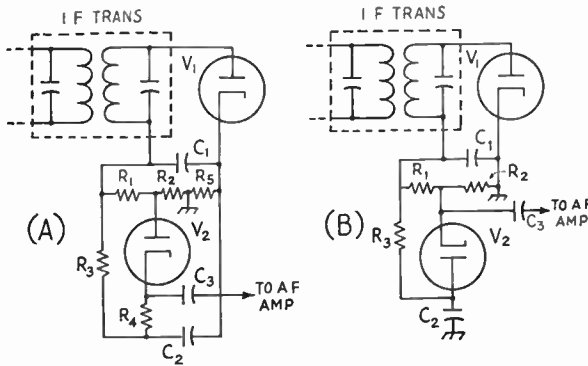 I F TRANS
V1
C1
R1
R2
R5
(A)
V2
R3
C3
TO A F
AMP
R4
C2
I F TRANS
V1
C1
R1
R2
(B)
TO AF
AMP
C3
V2
R3
C2